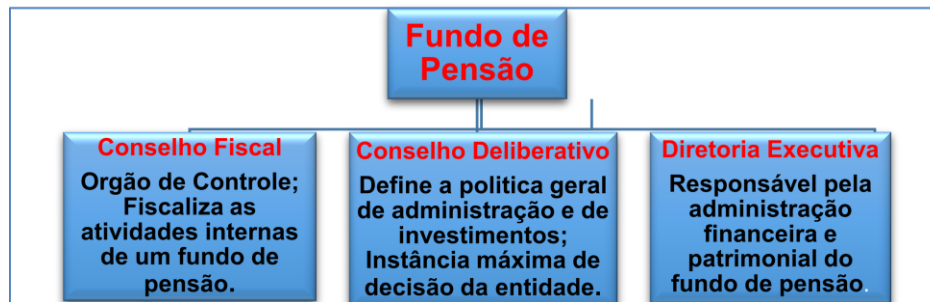 Fundo de
Pensão
Conselho Fiscal
Orgão de Controle;
Fiscaliza as
atividades internas
de um fundo de
pensão.
Conselho Deliberativo
Define a politica geral
de administração e de
investimentos;
Instância máxima de
decisão da entidade.
Diretoria Executiva
Responsável pela
administração
financeira e
patrimonial do
fundo de pensão.